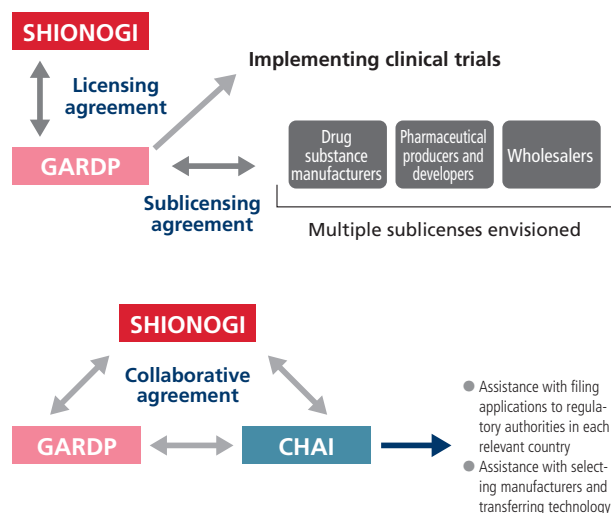 SHIONOGI
Implementing clinical trials
Licensing
agreement
GARDP
Drug
substance
manufacturers
Pharmaceutical
producers and
developers
Wholesalers
Sublicensing
agreement
Multiple sublicenses envisioned
SHIONOGI
Collaborative
agreement
GARDP
CHAI
● Assistance with filing
applications to regula-
tory authorities in each
relevant country
● Assistance with select-
ing manufacturers and
transferring technology